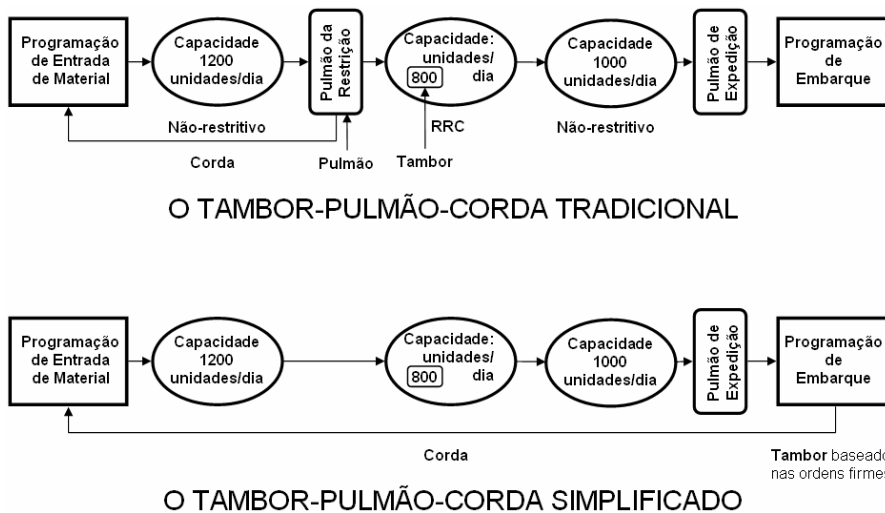 Programação
de Entrada
de Material
Capacidade
1200
unidades/dia
Pulmão da
Restrição
Capacidade:
unidades/
800 dia
Capacidade
1000
unidades/dia
Pulmão de
Expedição
Programação
de
Embarque
Não-restritivo
RRC
Não-restritivo
Corda
Pulmão
Tambor
O TAMBOR-PULMÃO-CORDA TRADICIONAL
Programação
de Entrada
de Material
Capacidade
1200
unidades/dia
Capacidade:
unidades/
800 dia
Capacidade
1000
unidades/dia
Pulmão de
Expedição
Programação
de
Embarque
Corda
Tambor baseado
nas ordens firmes
O TAMBOR-PULMÃO-CORDA SIMPLIFICADO